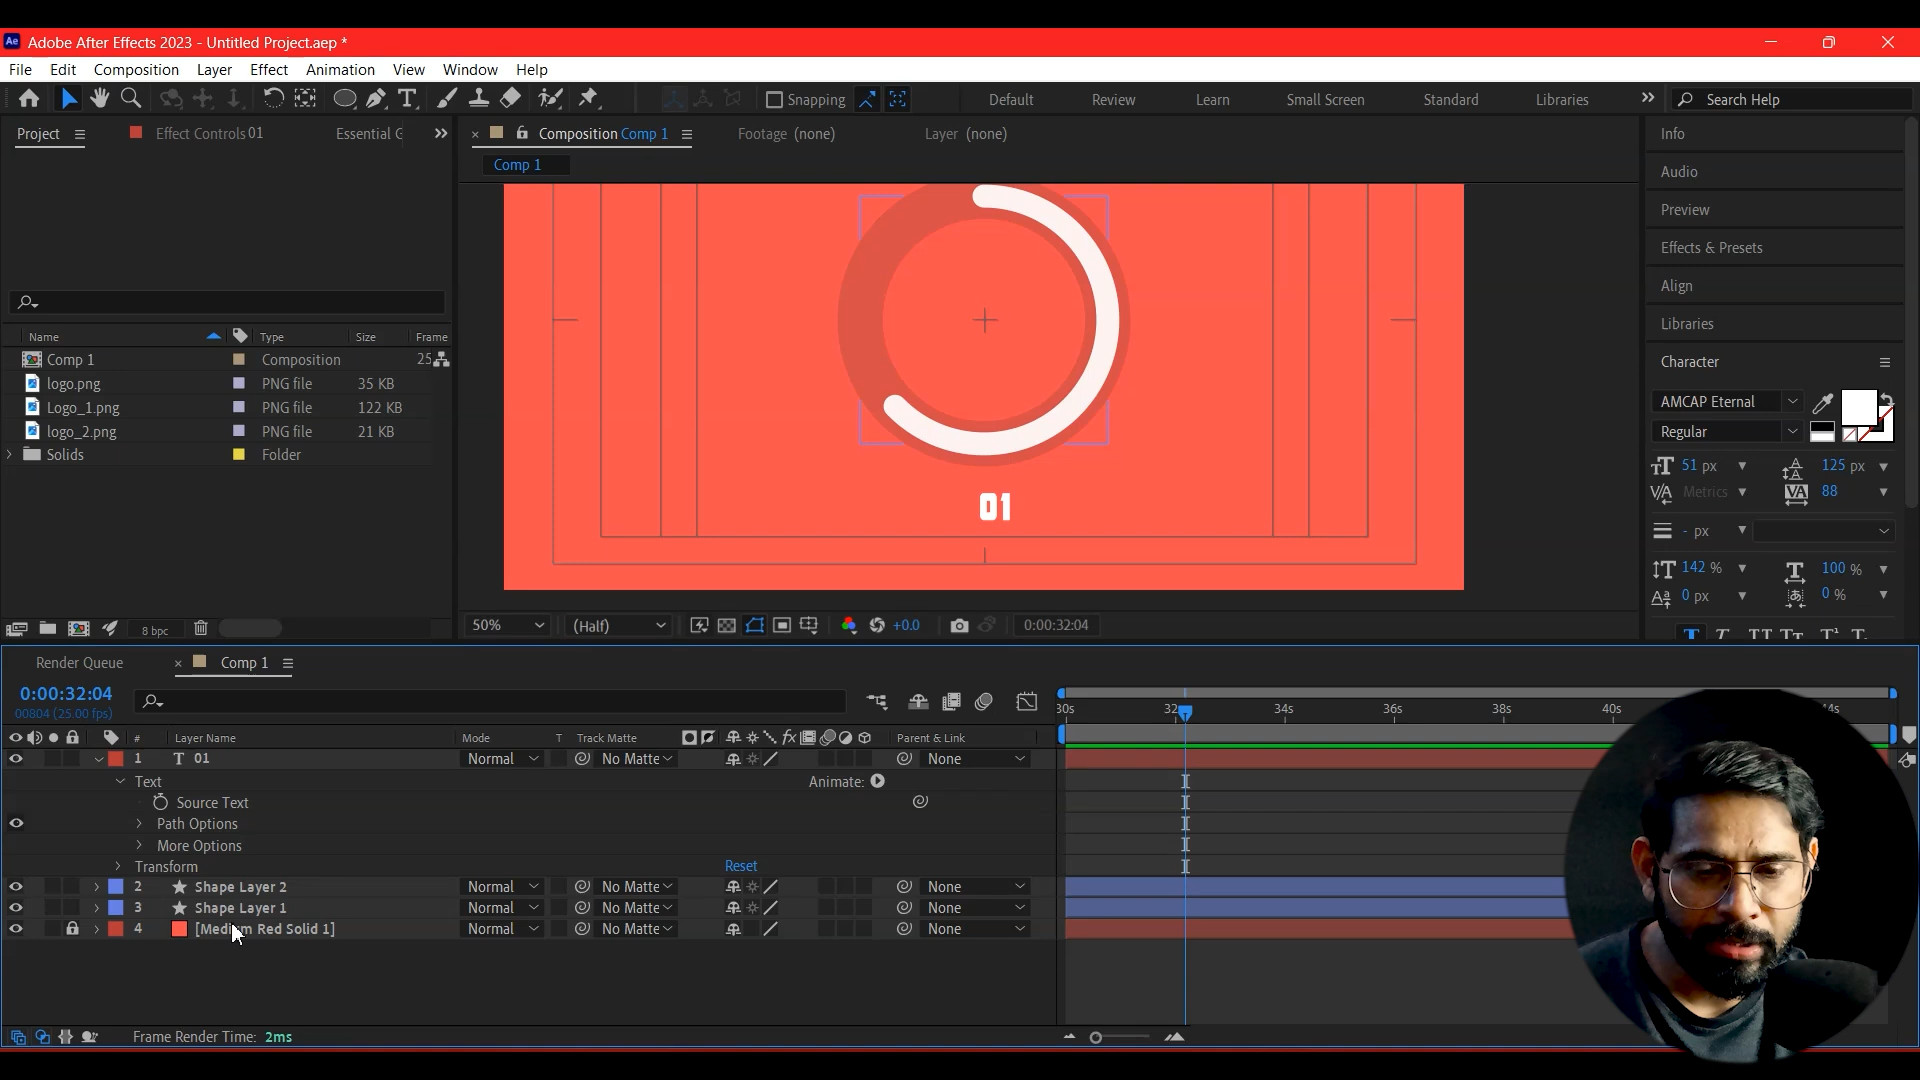 Ae Adobe After Effects 2023 - Untitled Project.aep *
File Edit Composition Layer Effect Animation View Window Help
Snapping Default Review Learn Small Screen Standard Libraries Search Help
Project Effect Controls 01 Essential G
Composition Comp 1 Footage (none) Layer (none)
Comp 1
Name Type Size Frame
Comp 1 Composition 25
logo.png PNG file 35 KB
Logo_1.png PNG file 122 KB
logo_2.png PNG file 21 KB
Solids Folder
8 bpc
01
50% (Half) +0.0 0:00:32:04
Info
Audio
Preview
Effects & Presets
Align
Libraries
Character
AMCAP Eternal
Regular
51 px 125 px
Metrics 88
- px
142 % 100 %
0 px 0 %
Render Queue Comp 1
0:00:32:04
00804 (25.00 fps)
30s 32 34s 36s 38s 40s 44s
# Layer Name Mode T Track Matte Parent & Link
1 T 01 Normal No Matte None
Text Animate:
Source Text
Path Options
More Options
Transform Reset
2 Shape Layer 2 Normal No Matte None
3 Shape Layer 1 Normal No Matte None
4 [Medium Red Solid 1] Normal No Matte None
Frame Render Time: 2ms